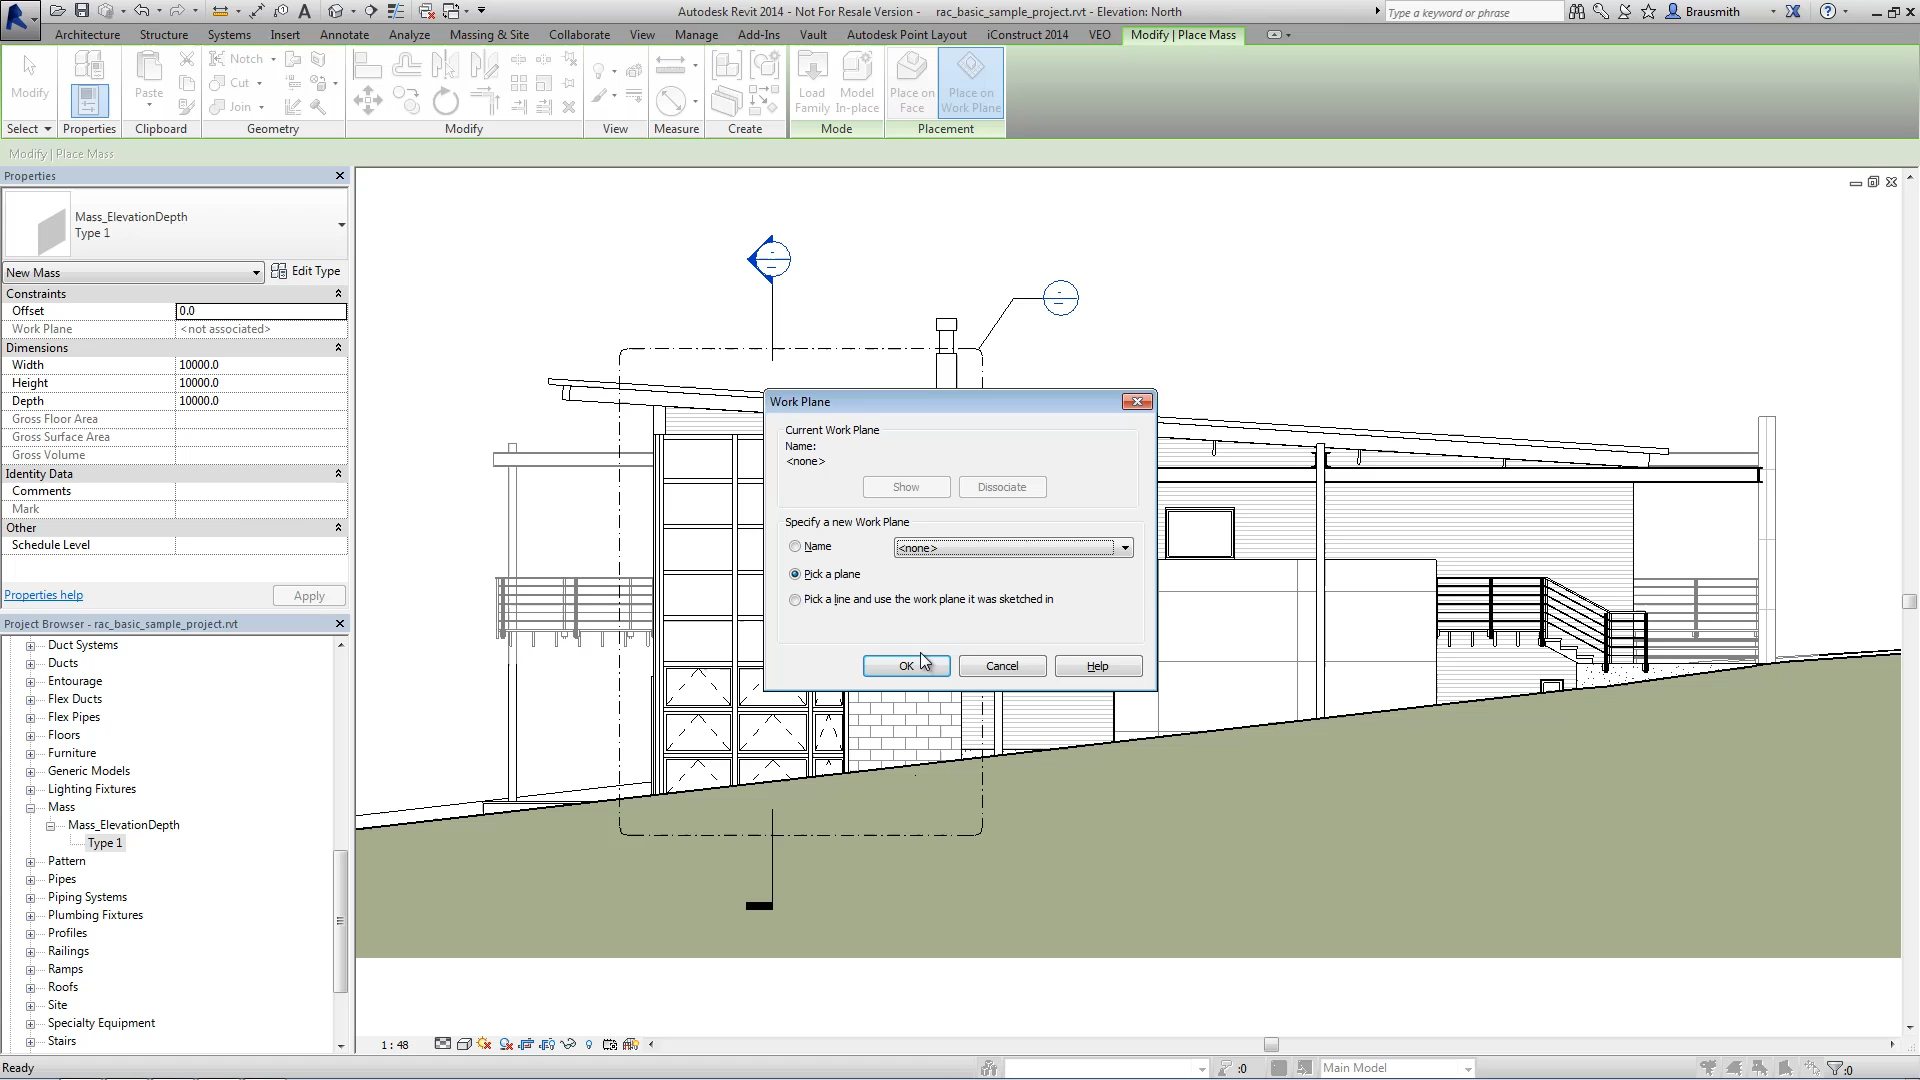 Autodesk Revit 2014 - Not For Resale Version - rac_basic_sample_project.rvt - Elevation: North
Type a keyword or phrase
Brausmith
Architecture Structure Systems Insert Annotate Analyze Massing & Site Collaborate View Manage Add-Ins Vault Autodesk Point Layout iConstruct 2014 VEO Modify | Place Mass
Notch
Cut
Join
Modify
Paste
Load Family
Model In-place
Place on Face
Place on Work Plane
Select Properties Clipboard Geometry Modify View Measure Create Mode Placement
Modify | Place Mass
Properties
Mass_ElevationDepth
Type 1
New Mass Edit Type
Constraints
Offset 0.0
Work Plane <not associated>
Dimensions
Width 10000.0
Height 10000.0
Depth 10000.0
Gross Floor Area
Gross Surface Area
Gross Volume
Identity Data
Comments
Mark
Other
Schedule Level
Properties help Apply
Project Browser - rac_basic_sample_project.rvt
Duct Systems
Ducts
Entourage
Flex Ducts
Flex Pipes
Floors
Furniture
Generic Models
Lighting Fixtures
Mass
Mass_ElevationDepth
Type 1
Pattern
Pipes
Piping Systems
Plumbing Fixtures
Profiles
Railings
Ramps
Roofs
Site
Specialty Equipment
Stairs
Work Plane
Current Work Plane
Name:
<none>
Show Dissociate
Specify a new Work Plane
Name <none>
Pick a plane
Pick a line and use the work plane it was sketched in
OK Cancel Help
1 : 48
Ready :0 Main Model :0